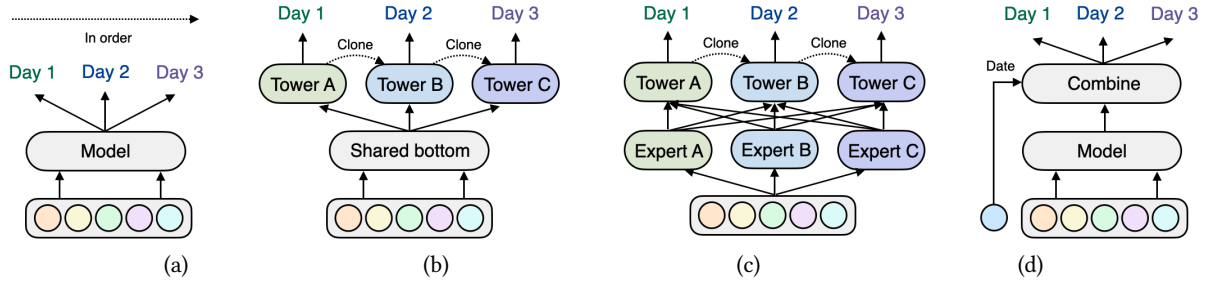 In order
Day 1 Day 2 Day 3
Model
(a)
Day 1 Day 2 Day 3
Clone Clone
Tower A Tower B Tower C
Shared bottom
(b)
Day 1 Day 2 Day 3
Clone Clone
Tower A Tower B Tower C
Expert A Expert B Expert C
(c)
Day 1 Day 2 Day 3
Date
Combine
Model
(d)